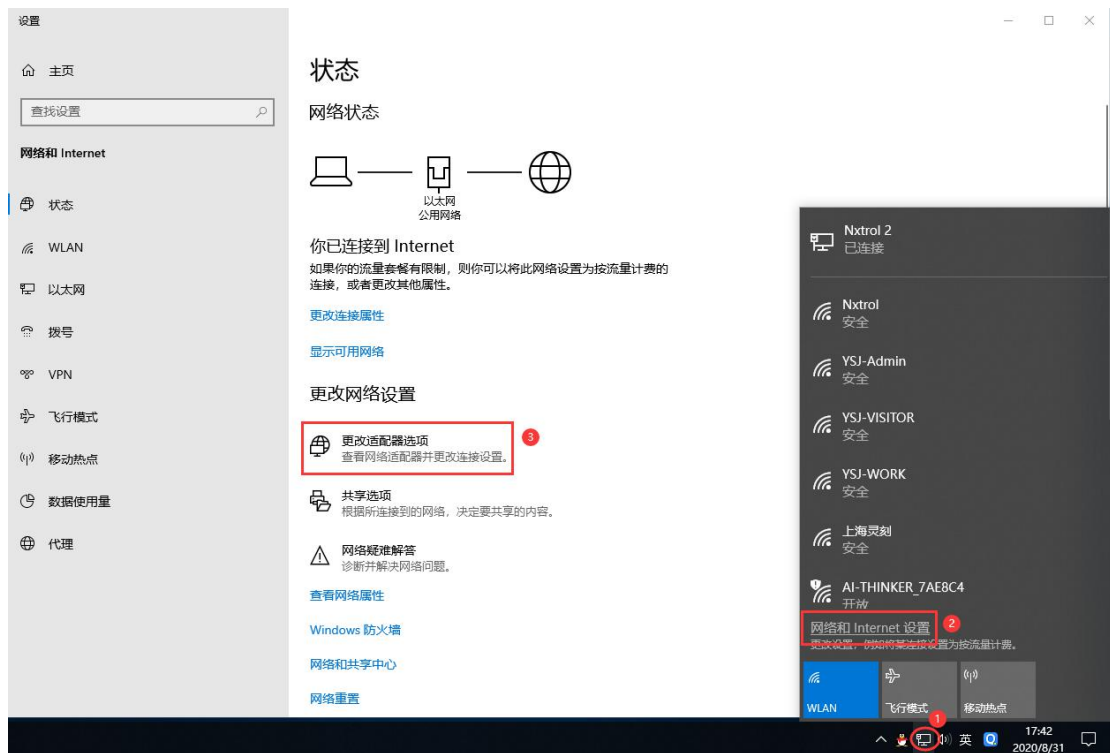 设置
主页
查找设置
网络和 Internet
状态
WLAN
以太网
拨号
VPN
飞行模式
移动热点
数据使用量
代理
状态
网络状态
以太网
公用网络
你已连接到 Internet
如果你的流量套餐有限制，则你可以将此网络设置为按流量计费的
连接，或者更改其他属性。
更改连接属性
显示可用网络
更改网络设置
更改适配器选项
查看网络适配器并更改连接设置。
3
共享选项
根据所连接到的网络，决定要共享的内容。
网络疑难解答
诊断并解决网络问题。
查看网络属性
Windows 防火墙
网络和共享中心
网络重置
Nxtrol 2
已连接
Nxtrol
安全
YSJ-Admin
安全
YSJ-VISITOR
安全
YSJ-WORK
安全
上海灵刻
安全
AI-THINKER_7AE8C4
开放
网络和 Internet 设置
2
更改设置，例如将某连接设置为按流量计费。
WLAN
飞行模式
移动热点
1
英
17:42
2020/8/31